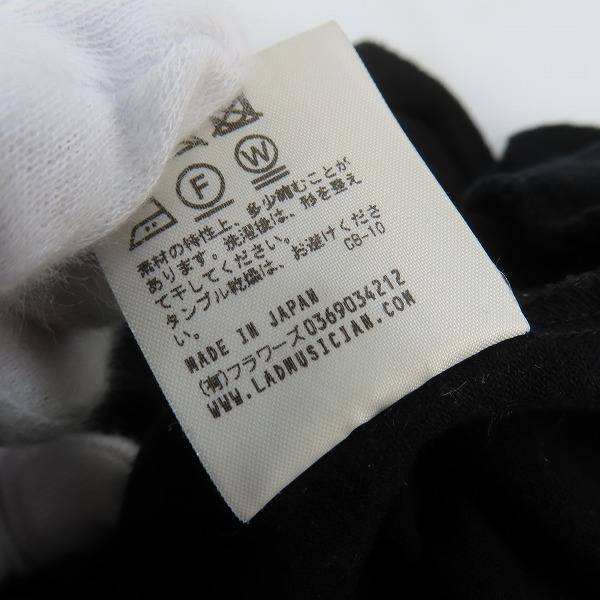 F W
素材の特性上、多少縮むことが
あります。洗濯後は、形を整え
て干してください。
タンブル乾燥は、お避けくださ
い。
CB-10
MADE IN JAPAN
(有)フラワーズ0369034212
WWW.LADMUSICIAN.COM